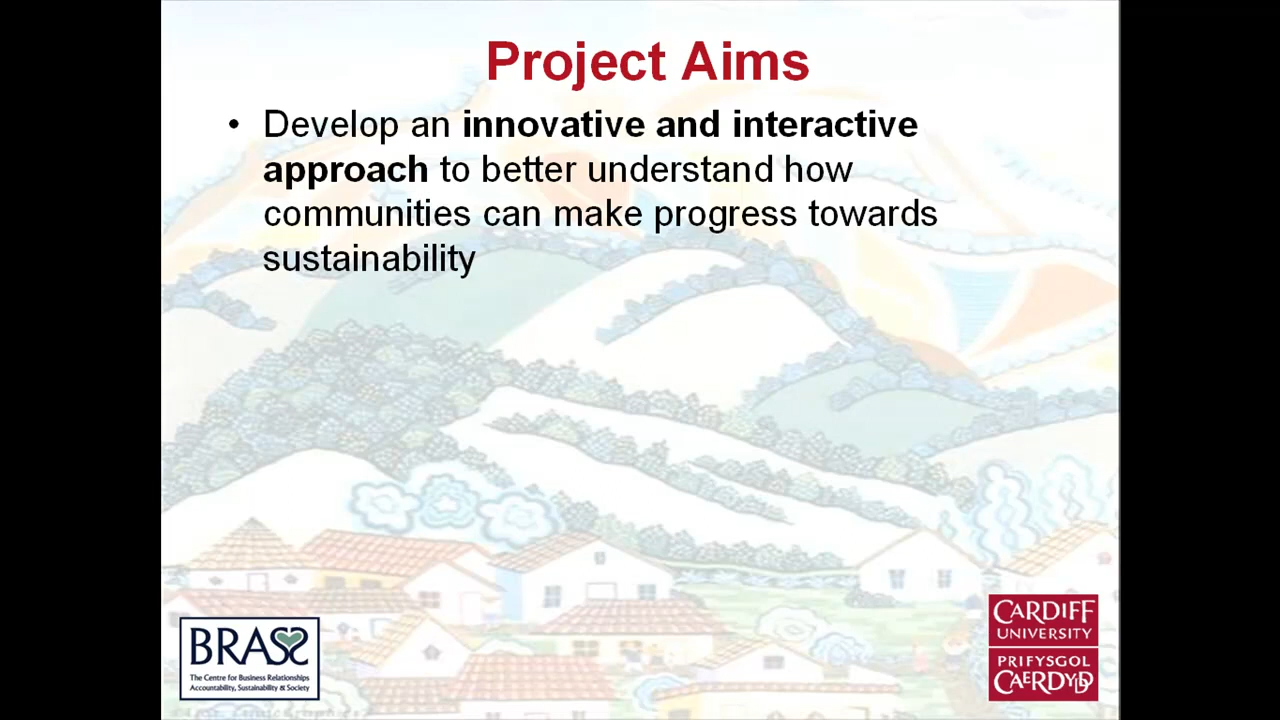 Project Aims
• Develop an innovative and interactive
approach to better understand how
communities can make progress towards
sustainability
BRASS
The Centre for Business Relationships
Accountability, Sustainability & Society
CARDIFF
UNIVERSITY
PRIFYSGOL
CAERDYDD